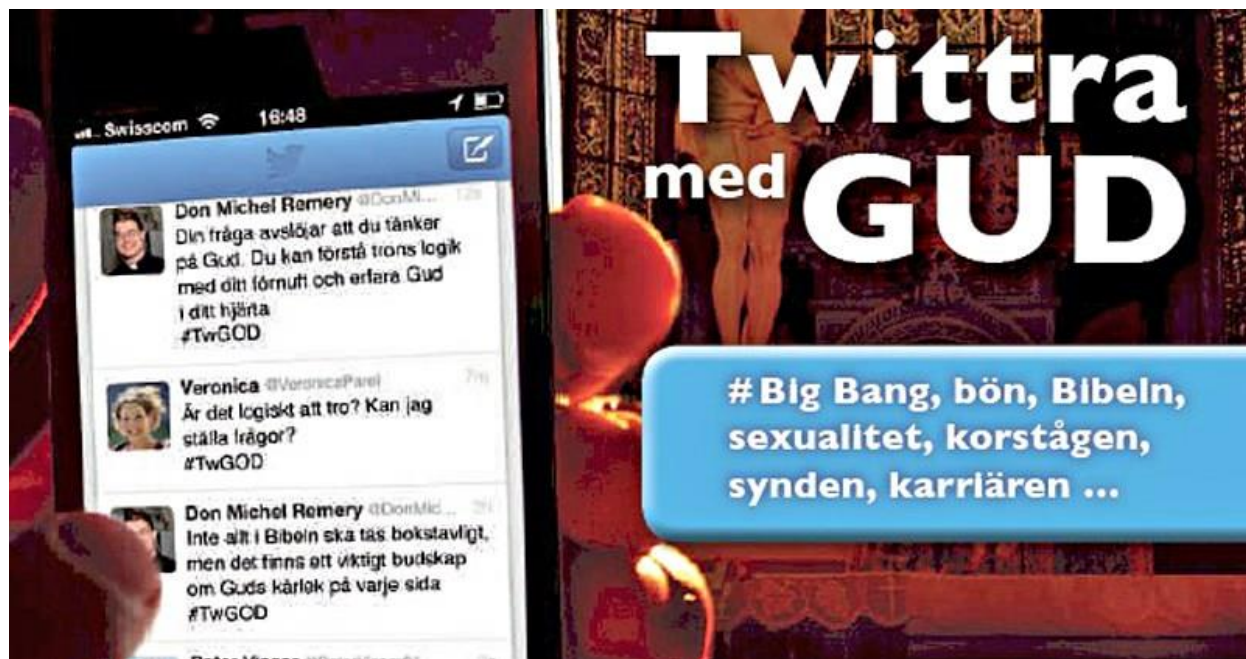 Swisscom 16:48
Don Michel Remery @DonMi...
Din fråga avslöjar att du tänker
på Gud. Du kan förstå trons logik
med ditt förnuft och erfara Gud
i ditt hjärta
#TwGOD
Veronica @VeronicaParel
Är det logiskt att tro? Kan jag
ställa frågor?
#TwGOD
Don Michel Remery @DonMic...
Inte allt i Bibeln ska tas bokstavligt,
men det finns ett viktigt budskap
om Guds kärlek på varje sida
#TwGOD
Twittra
med GUD
# Big Bang, bön, Bibeln,
sexualitet, korstågen,
synden, karriären ...